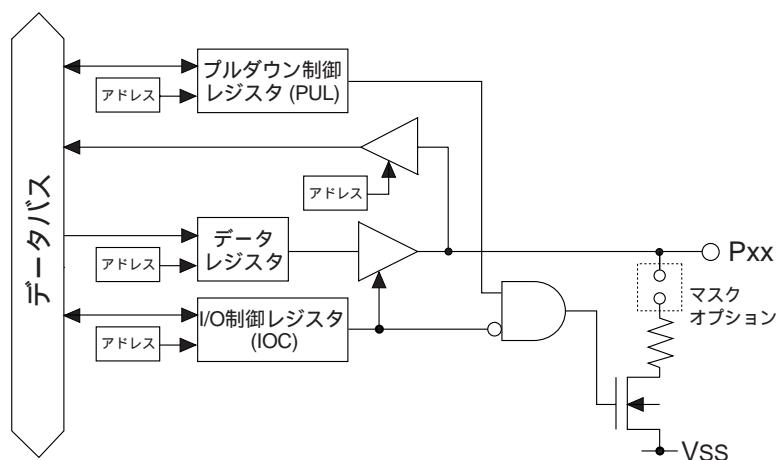 データバス
アドレス
プルダウン制御
レジスタ (PUL)
アドレス
アドレス
データ
レジスタ
Pxx
マスク
オプション
アドレス
I/O制御レジスタ
(IOC)
VSS